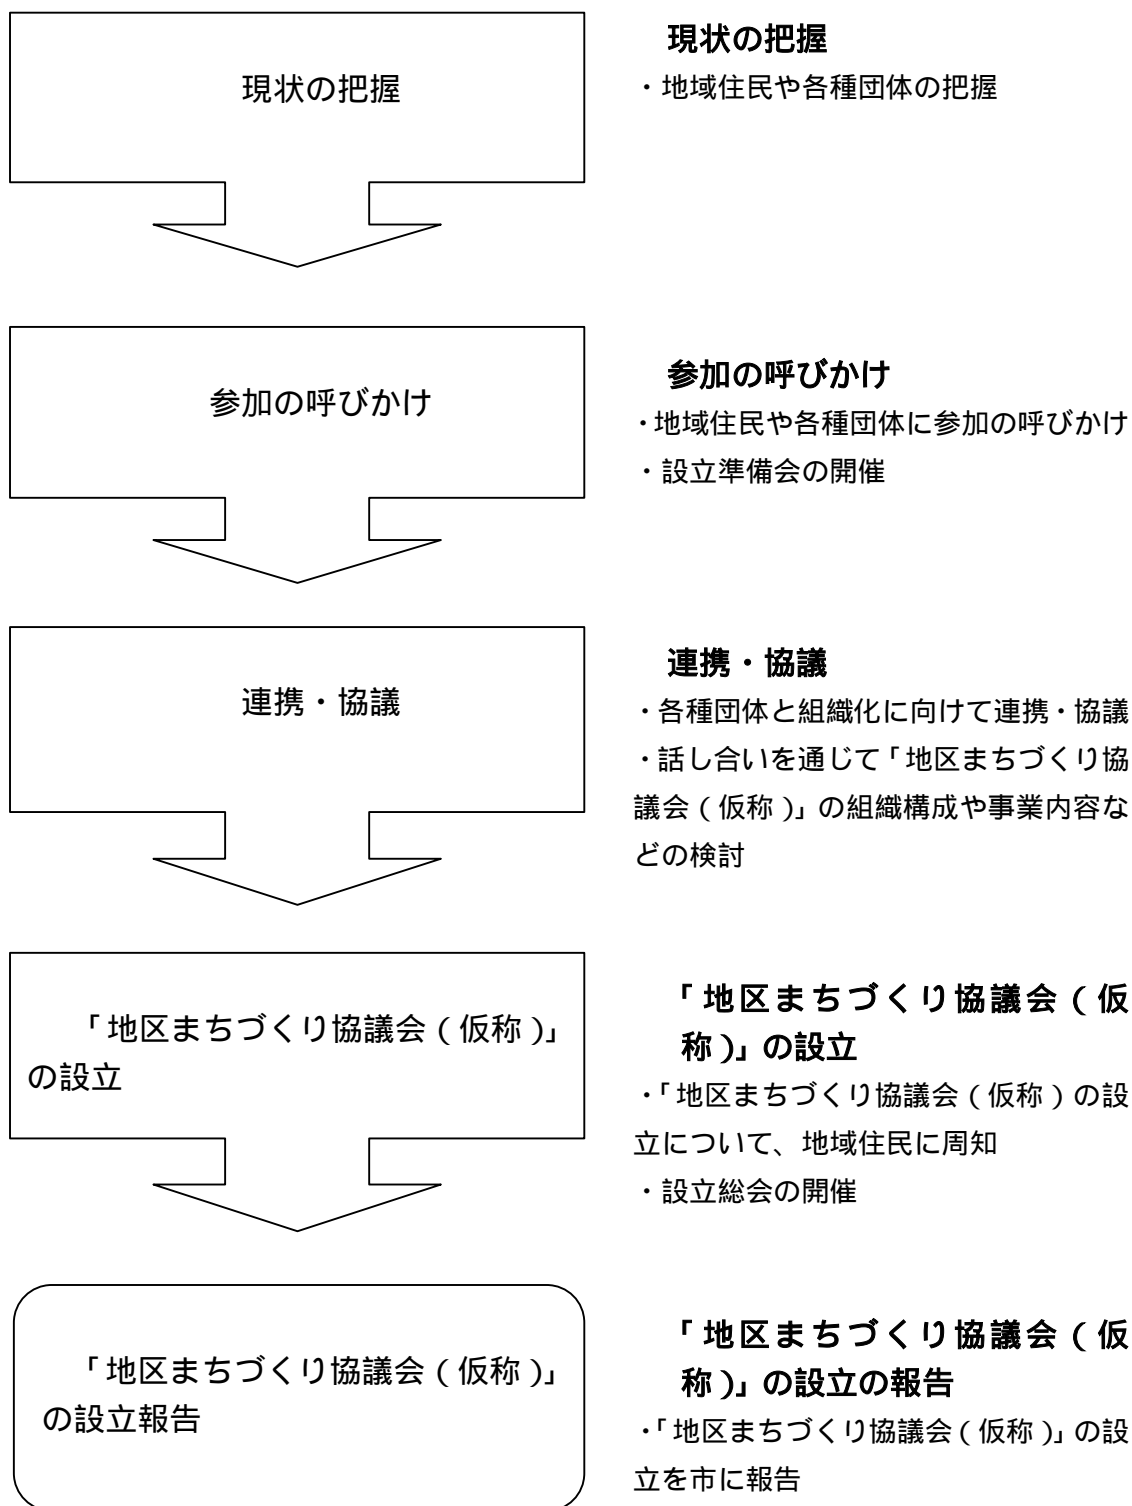 現状の把握
現状の把握
・地域住民や各種団体の把握
参加の呼びかけ
参加の呼びかけ
・地域住民や各種団体に参加の呼びかけ
・設立準備会の開催
連携・協議
連携・協議
・各種団体と組織化に向けて連携・協議
・話し合いを通じて「地区まちづくり協
議会(仮称)」の組織構成や事業内容な
どの検討
「地区まちづくり協議会(仮称)」
の設立
「地区まちづくり協議会(仮
称)」の設立
・「地区まちづくり協議会(仮称)の設
立について、地域住民に周知
・設立総会の開催
「地区まちづくり協議会(仮称)」
の設立報告
「地区まちづくり協議会(仮
称)」の設立の報告
・「地区まちづくり協議会(仮称)」の設
立を市に報告